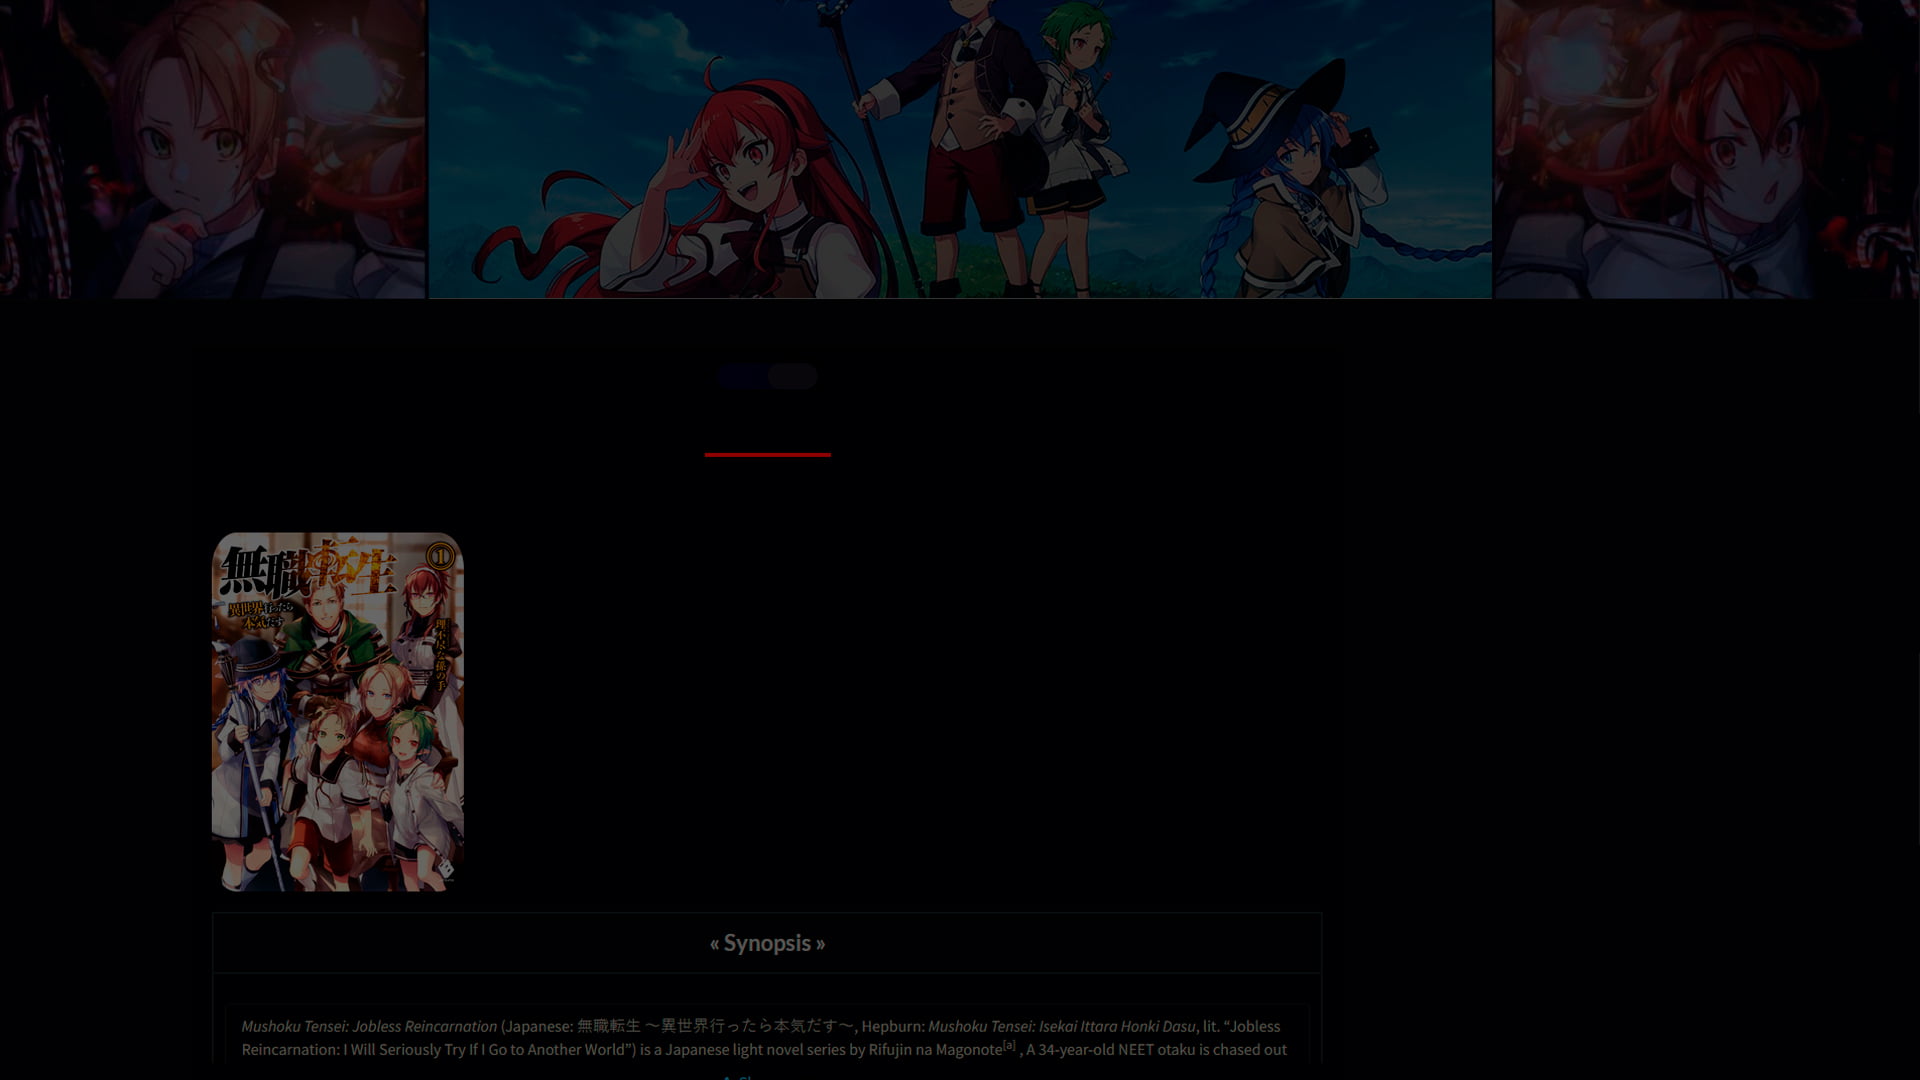 無職転生
1
異世界行ったら
本気だす
理不尽な孫の手
« Synopsis »
Mushoku Tensei: Jobless Reincarnation (Japanese: 無職転生 ～異世界行ったら本気だす～, Hepburn: Mushoku Tensei: Isekai Ittara Honki Dasu, lit. “Jobless
Reincarnation: I Will Seriously Try If I Go to Another World”) is a Japanese light novel series by Rifujin na Magonote[a] , A 34-year-old NEET otaku is chased out